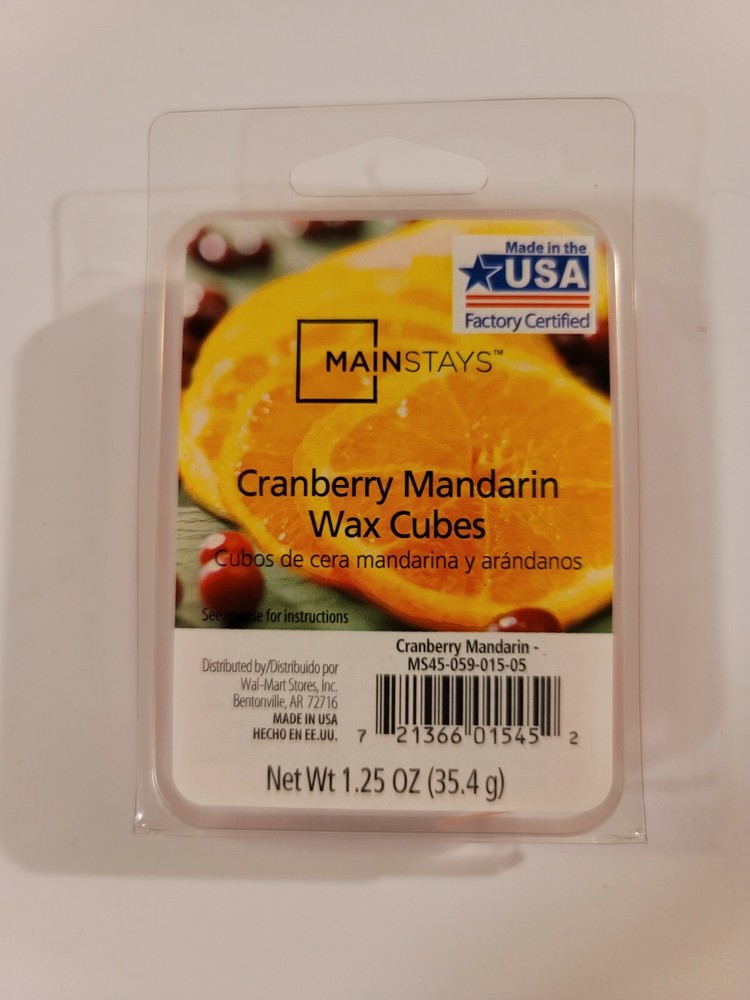 Made in the
USA
Factory Certified
MAINSTAYS™
Cranberry Mandarin
Wax Cubes
Cubos de cera mandarina y arándanos
See reverse for instructions
Cranberry Mandarin -
MS45-059-015-05
Distributed by/Distribuido por
Wal-Mart Stores, Inc.
Bentonville, AR 72716
MADE IN USA
HECHO EN EE.UU.
7 21366 01545 2
Net Wt 1.25 OZ (35.4 g)